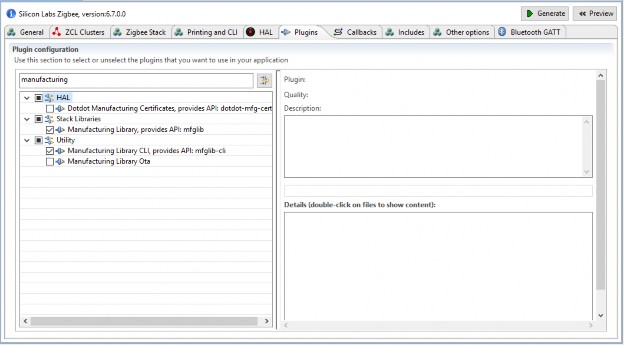 Silicon Labs Zigbee, version:6.7.0.0
Generate
Preview
General
ZCL Clusters
Zigbee Stack
Printing and CLI
HAL
Plugins
Callbacks
Includes
Other options
Bluetooth GATT
Plugin configuration
Use this section to select or unselect the plugins that you want to use in your application
manufacturing
HAL
Dotdot Manufacturing Certificates, provides API: dotdot-mfg-cert
Stack Libraries
Manufacturing Library, provides API: mfglib
Utility
Manufacturing Library CLI, provides API: mfglib-cli
Manufacturing Library Ota
Plugin:
Quality:
Description:
Details (double-click on files to show content):